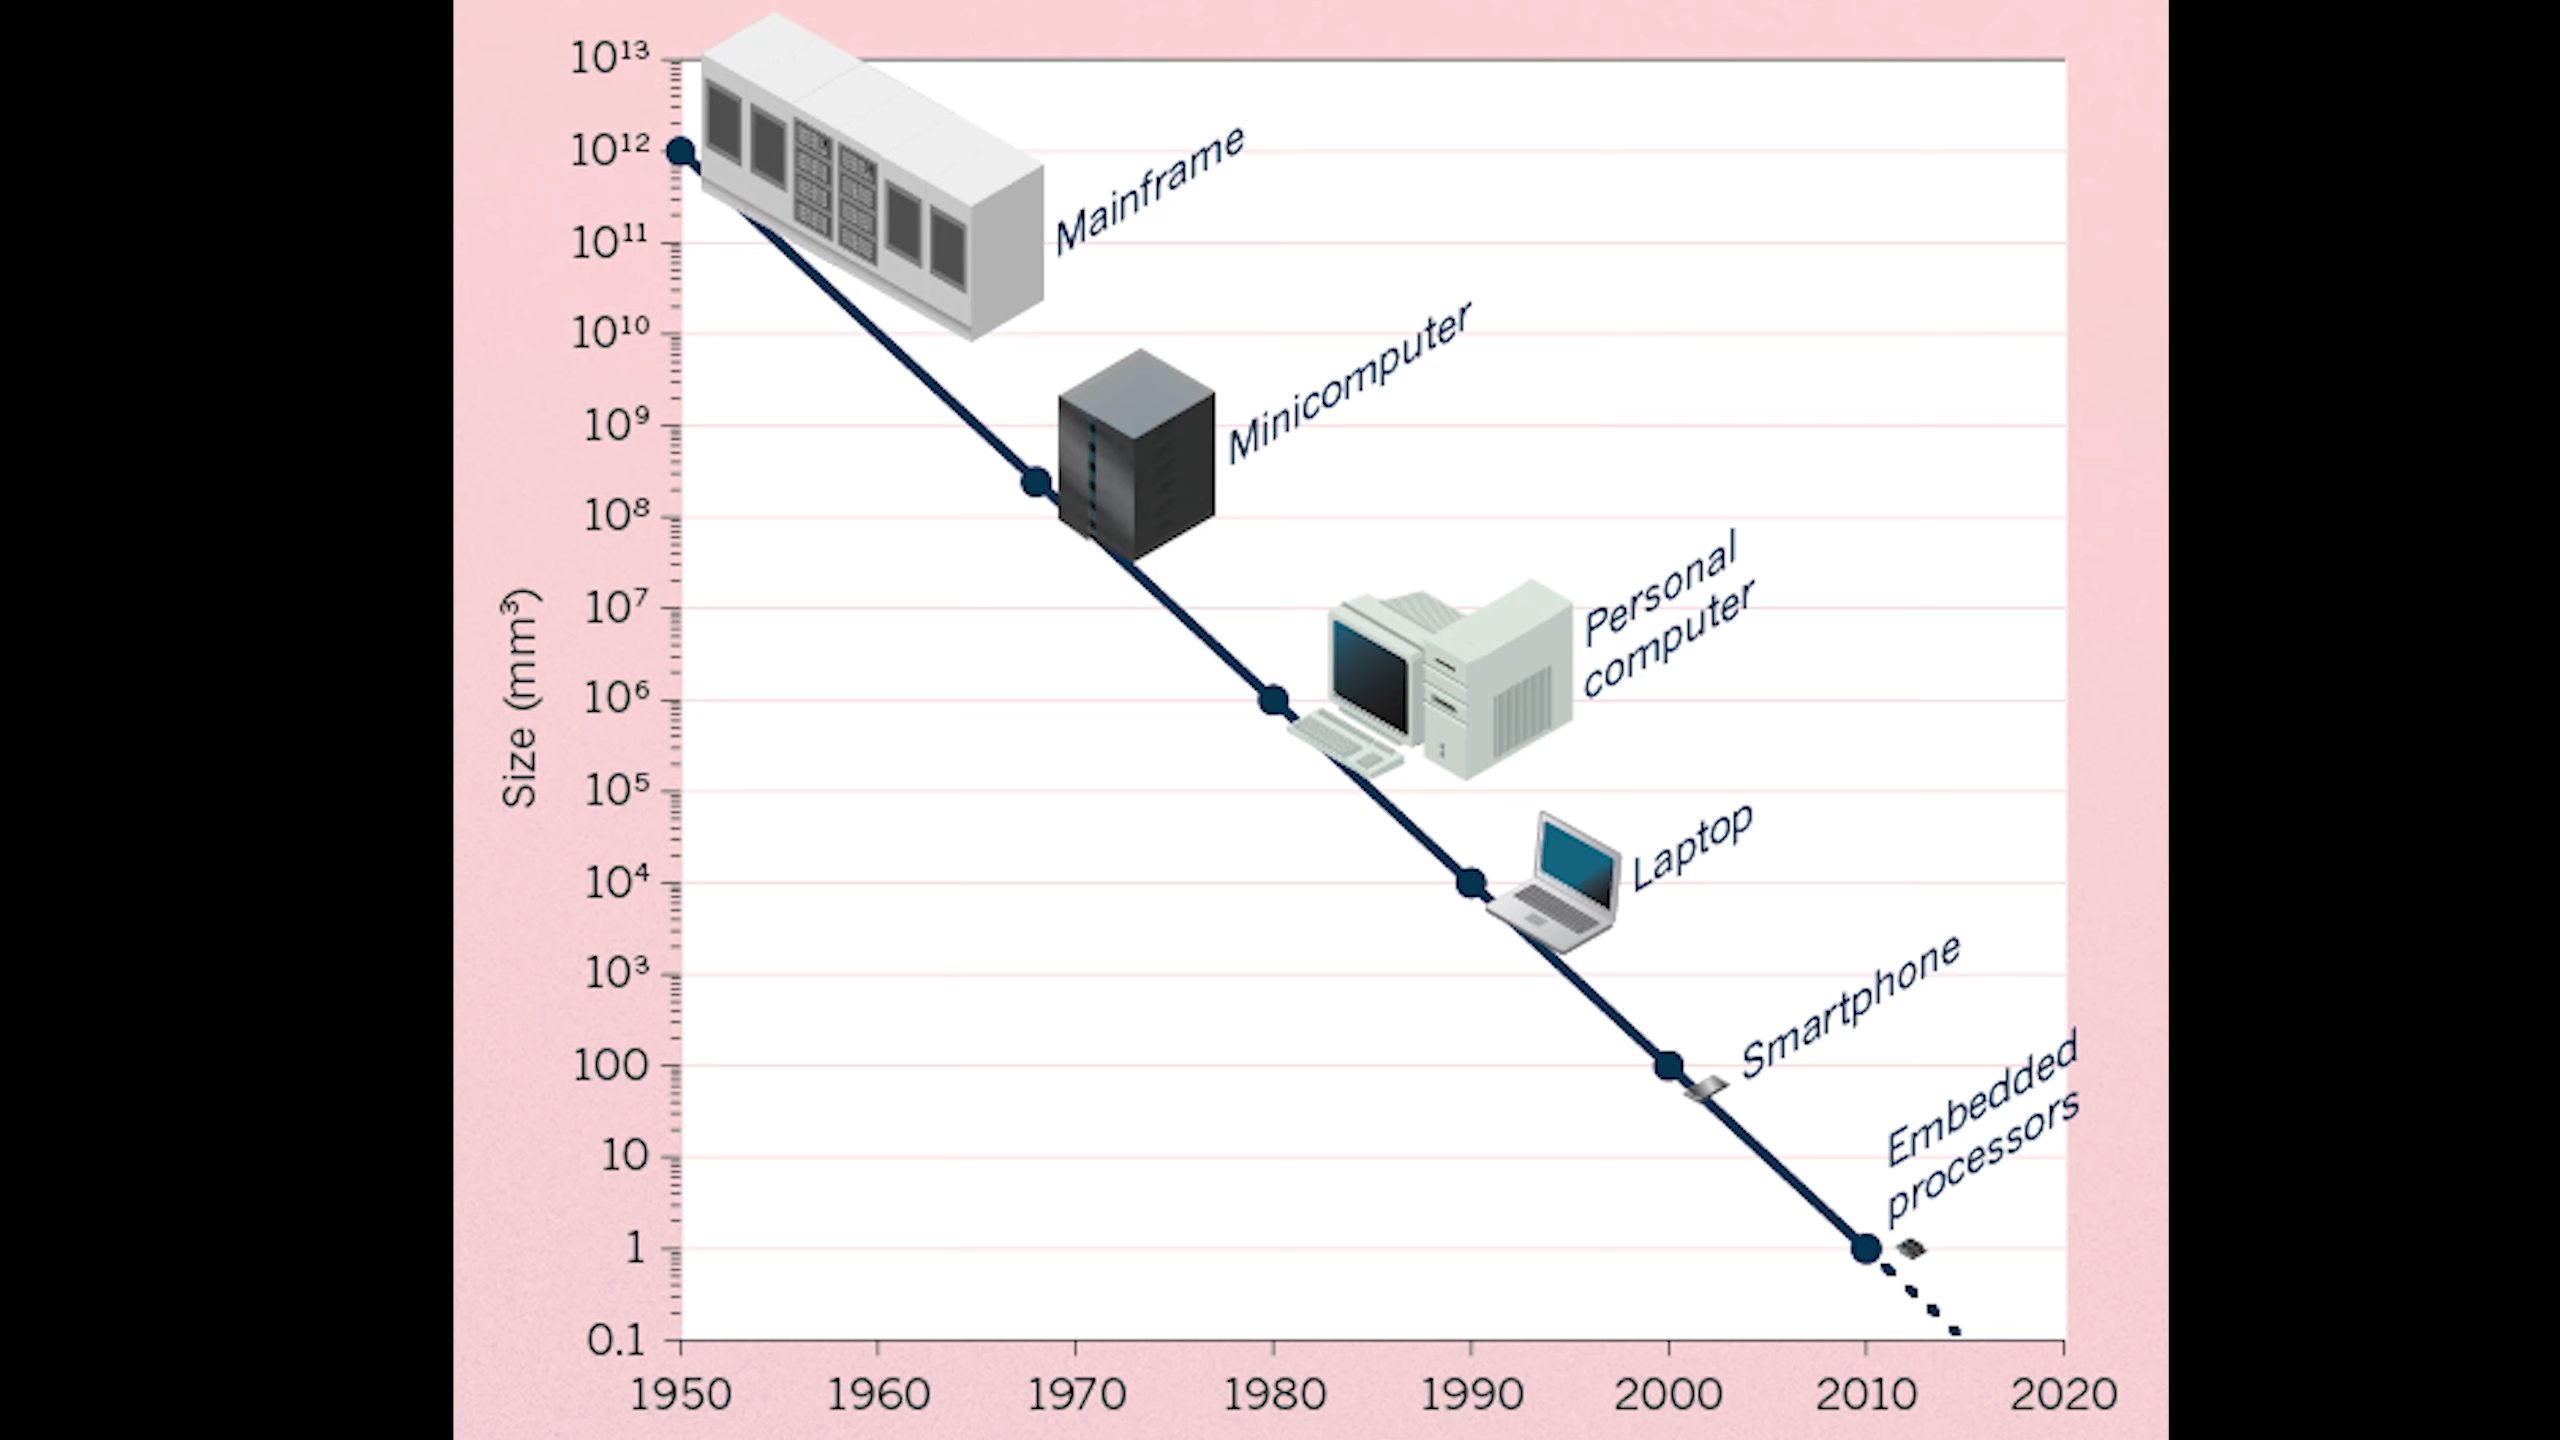 10¹³
10¹²
10¹¹
10¹⁰
10⁹
10⁸
10⁷
10⁶
10⁵
10⁴
10³
100
10
1
0.1
Size (mm³)
Mainframe
Minicomputer
Personal
computer
Laptop
Smartphone
Embedded
processors
1950 1960 1970 1980 1990 2000 2010 2020